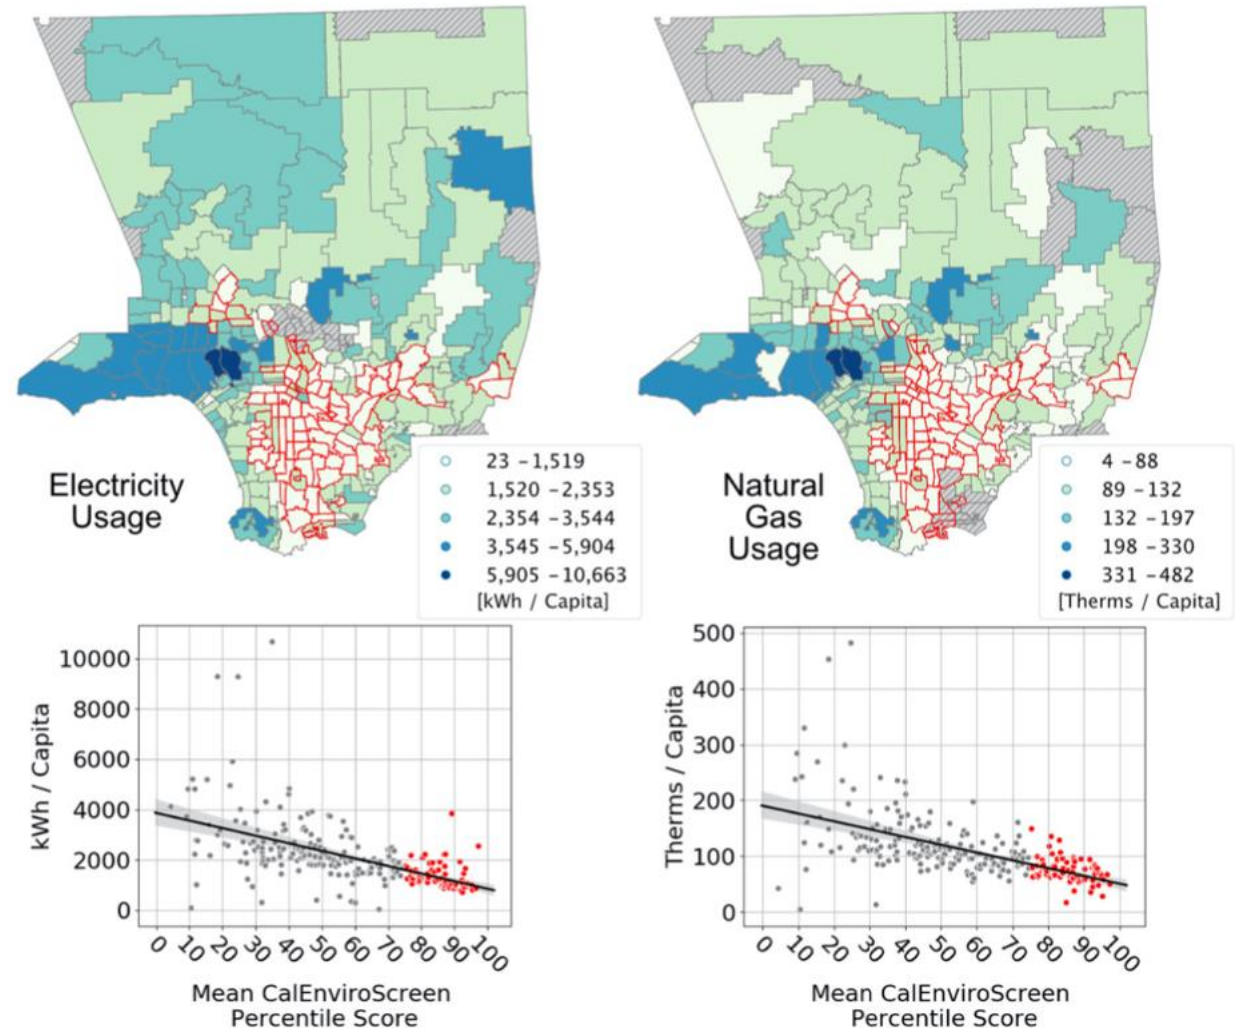 Electricity
Usage
23 – 1,519
1,520 – 2,353
2,354 – 3,544
3,545 – 5,904
5,905 – 10,663
[kWh / Capita]
Natural
Gas
Usage
4 – 88
89 – 132
132 – 197
198 – 330
331 – 482
[Therms / Capita]
kWh / Capita
10000
8000
6000
4000
2000
0
0 10 20 30 40 50 60 70 80 90 100
Mean CalEnviroScreen
Percentile Score
Therms / Capita
500
400
300
200
100
0
0 10 20 30 40 50 60 70 80 90 100
Mean CalEnviroScreen
Percentile Score